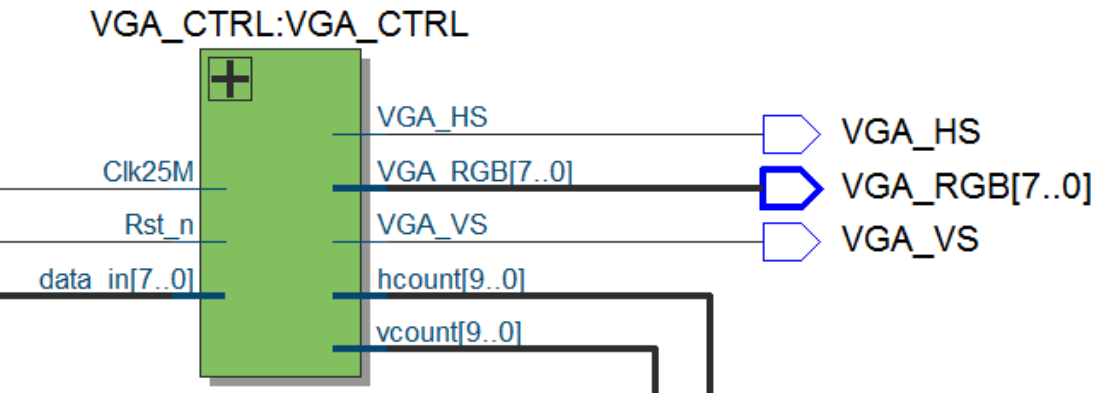 VGA_CTRL:VGA_CTRL
VGA_HS
VGA_HS
Clk25M
VGA_RGB[7..0]
VGA_RGB[7..0]
Rst_n
VGA_VS
VGA_VS
data_in[7..0]
hcount[9..0]
vcount[9..0]